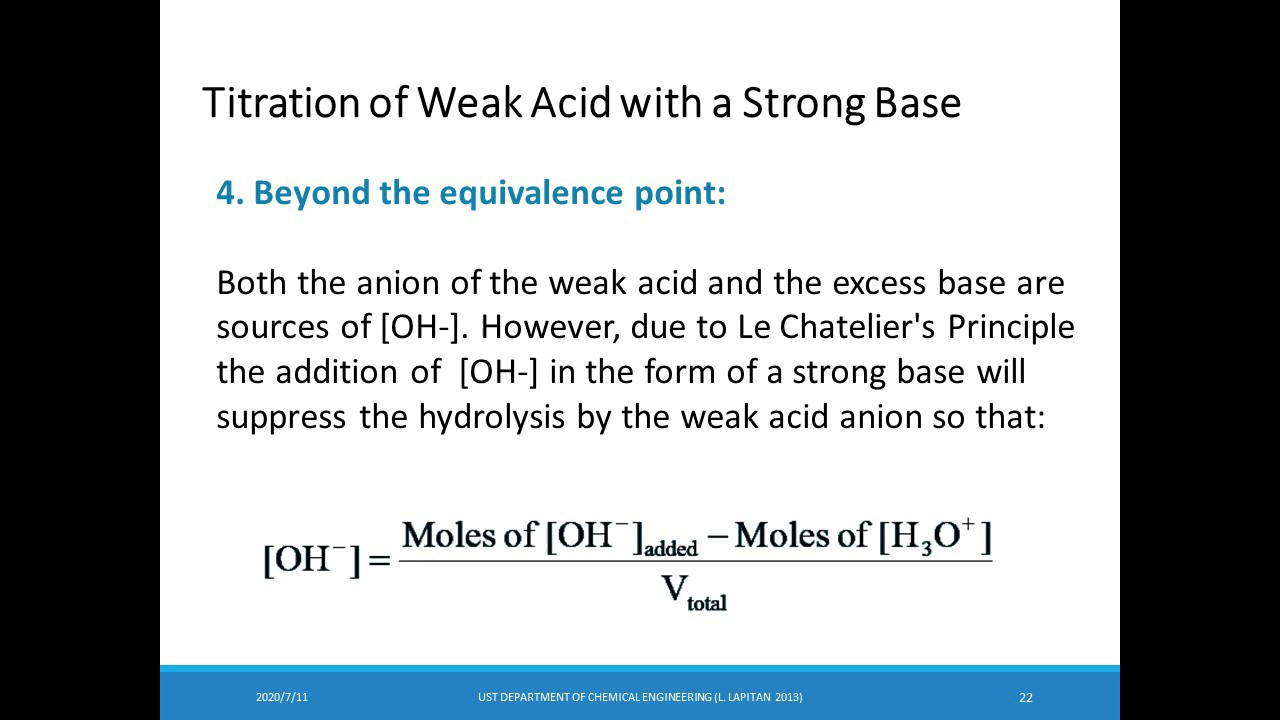 Titration of Weak Acid with a Strong Base
4. Beyond the equivalence point:
Both the anion of the weak acid and the excess base are
sources of [OH-]. However, due to Le Chatelier's Principle
the addition of [OH-] in the form of a strong base will
suppress the hydrolysis by the weak acid anion so that:
[OH⁻] = (Moles of [OH⁻]added − Moles of [H₃O⁺]) / Vtotal
2020/7/11 UST DEPARTMENT OF CHEMICAL ENGINEERING (L. LAPITAN 2013) 22